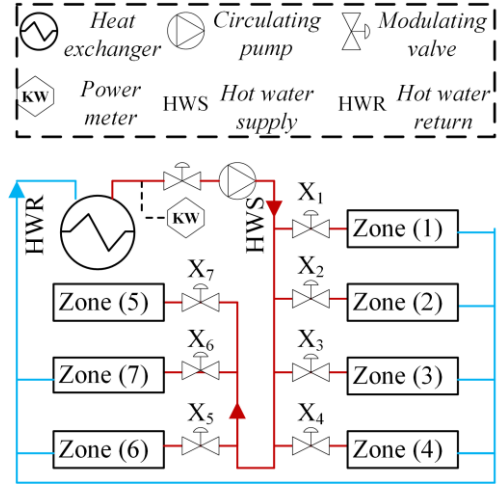 Heat exchanger
Circulating pump
Modulating valve
KW
Power meter
HWS
Hot water supply
HWR
Hot water return
HWR
KW
HWS
X1
Zone (1)
X7
X2
Zone (5)
Zone (2)
X6
X3
Zone (7)
Zone (3)
X5
X4
Zone (6)
Zone (4)